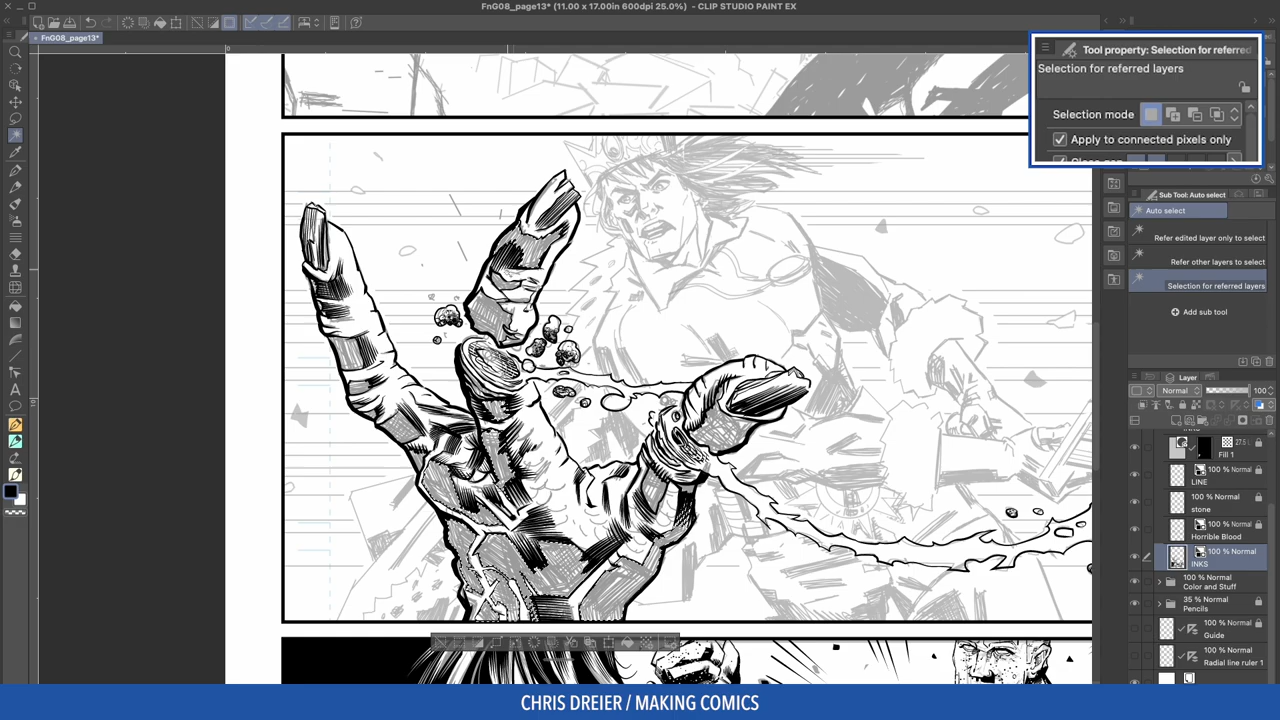 FnG08_page13* (11.00 x 17.00in 600dpi 25.0%) - CLIP STUDIO PAINT EX
FnG08_page13*
0
Tool property: Selection for referred
Selection for referred layers
Selection mode
Apply to connected pixels only
Sub Tool: Auto select
Auto select
Refer edited layer only to select
Refer other layers to select
Selection for referred layers
Add sub tool
Layer
Normal
100
Fill 1
100 % Normal
LINE
100 % Normal
stone
100 % Normal
Horrible Blood
100 % Normal
INKS
100 % Normal
Color and Stuff
35 % Normal
Pencils
Guide
Radial line ruler 1
CHRIS DREIER / MAKING COMICS